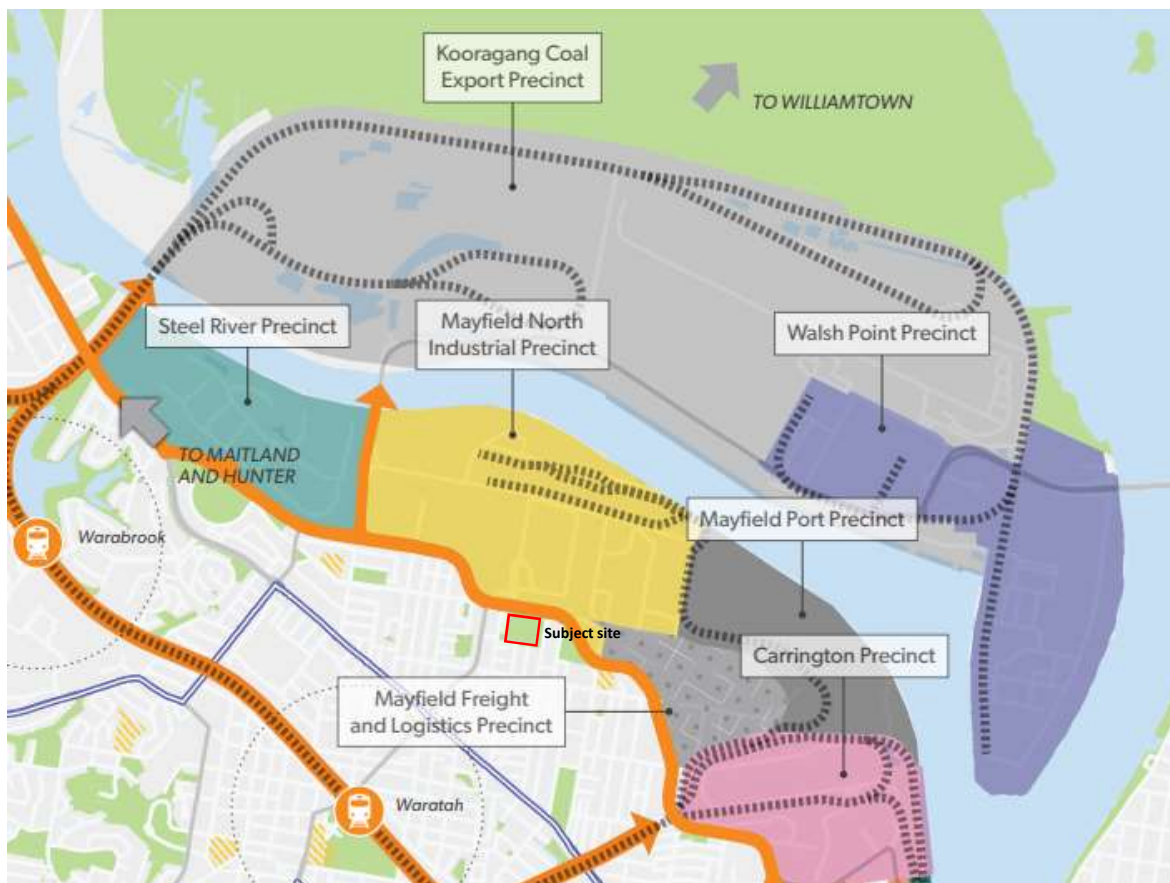 Kooragang Coal
Export Precinct
TO WILLIAMTOWN
Steel River Precinct
Mayfield North
Industrial Precinct
Walsh Point Precinct
TO MAITLAND
AND HUNTER
Mayfield Port Precinct
Warabrook
Subject site
Carrington Precinct
Mayfield Freight
and Logistics Precinct
Waratah